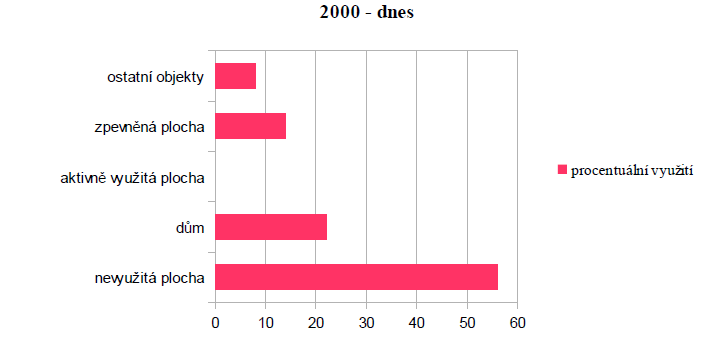 2000 - dnes
ostatní objekty
zpevněná plocha
aktivně využitá plocha
dům
nevyužitá plocha
procentuální využití
0 10 20 30 40 50 60